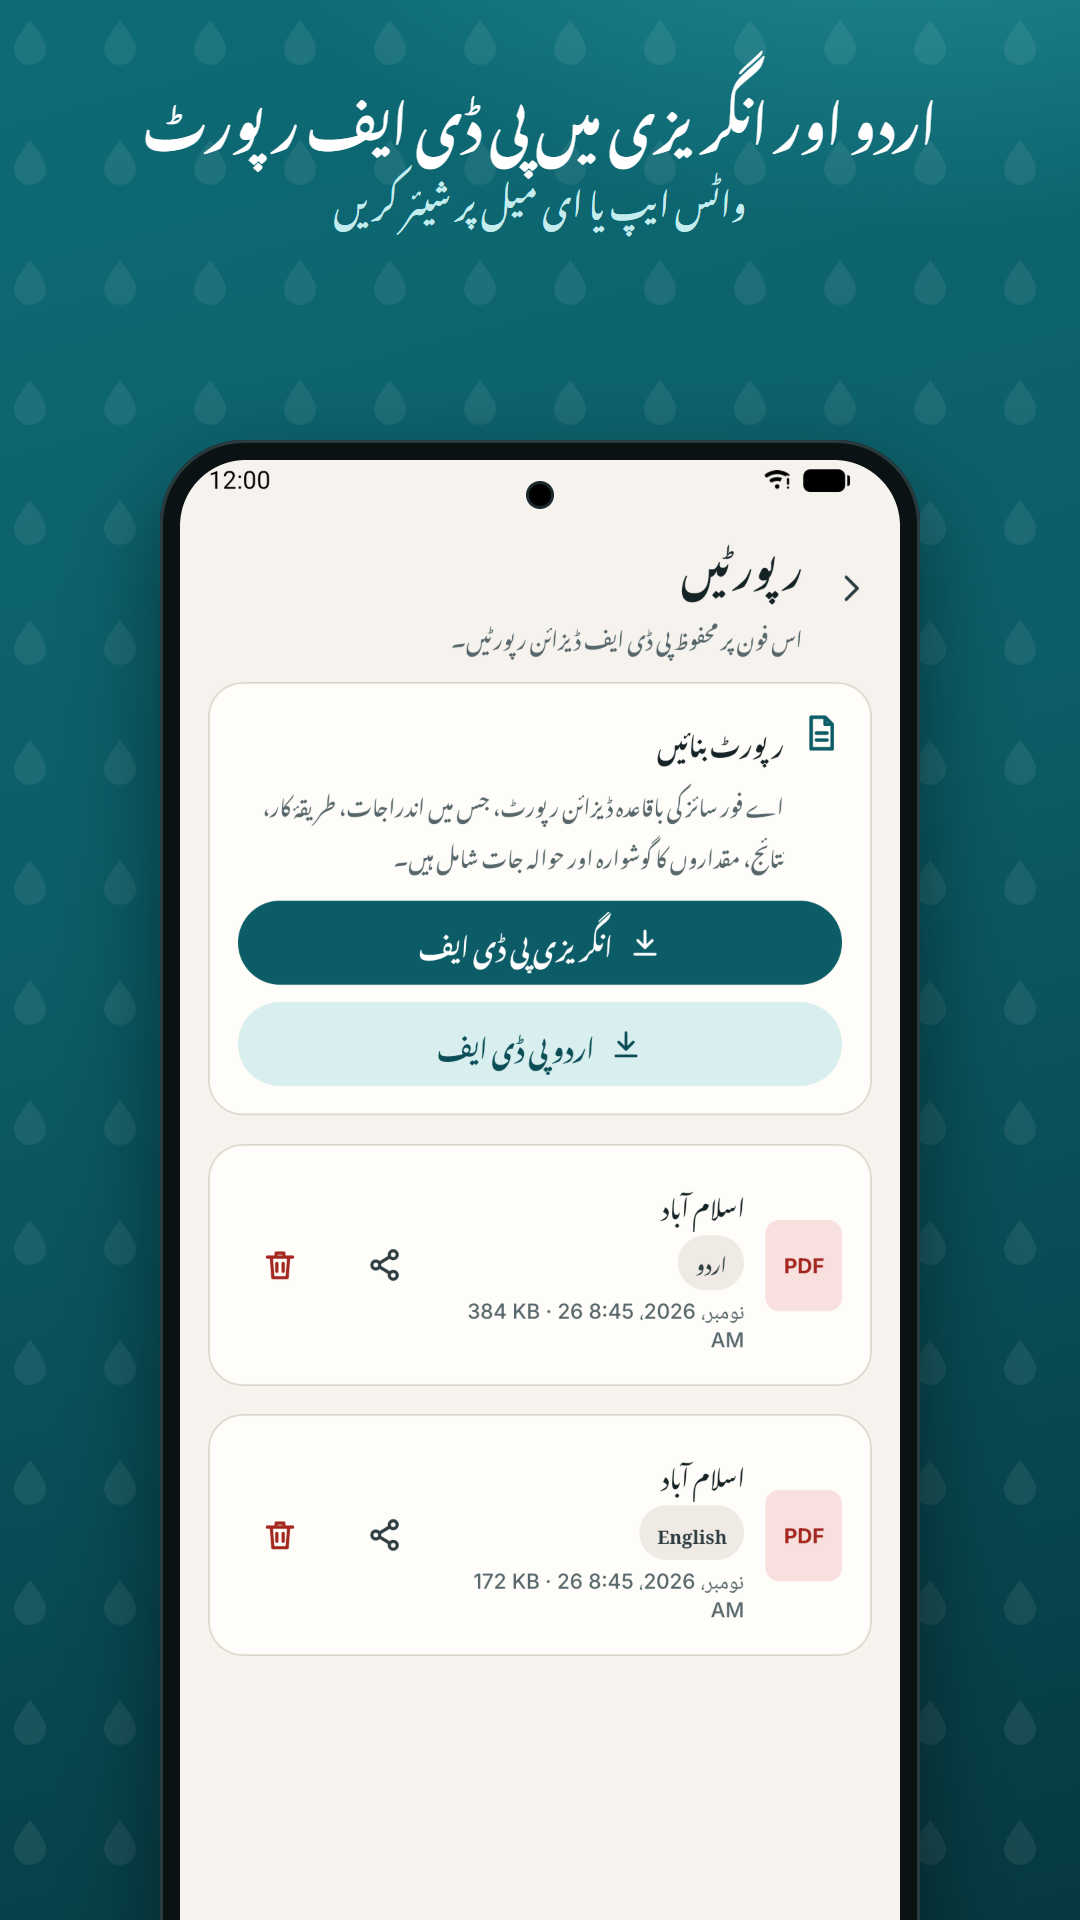 اردو اور انگریزی میں پی ڈی ایف رپورٹ
واٹس ایپ یا ای میل پر شیئر کریں
12:00
رپورٹیں
اس فون پر محفوظ پی ڈی ایف ڈیزائن رپورٹیں۔
رپورٹ بنائیں
اے فور سائز کی باقاعدہ ڈیزائن رپورٹ، جس میں اندراجات، طریقۂ کار،
نتائج، مقداروں کا گوشوارہ اور حوالہ جات شامل ہیں۔
انگریزی پی ڈی ایف
اردو پی ڈی ایف
اسلام آباد
PDF
اردو
384 KB · 26 نومبر، 2026، 8:45
AM
اسلام آباد
PDF
English
172 KB · 26 نومبر، 2026، 8:45
AM